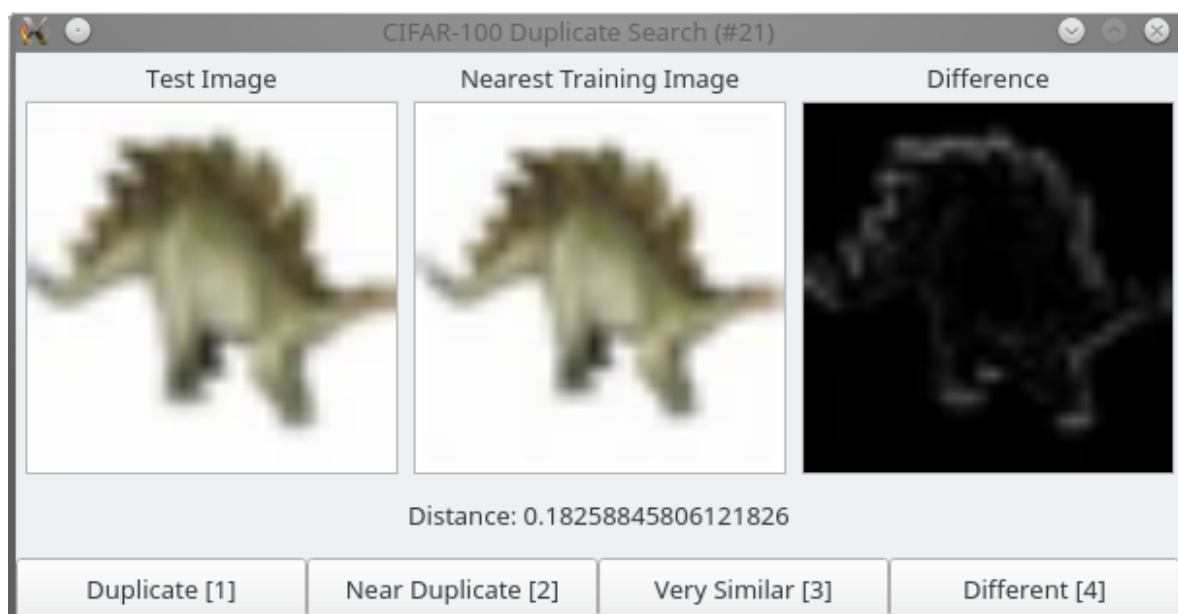 CIFAR-100 Duplicate Search (#21)
Test Image
Nearest Training Image
Difference
Distance: 0.18258845806121826
Duplicate [1]
Near Duplicate [2]
Very Similar [3]
Different [4]